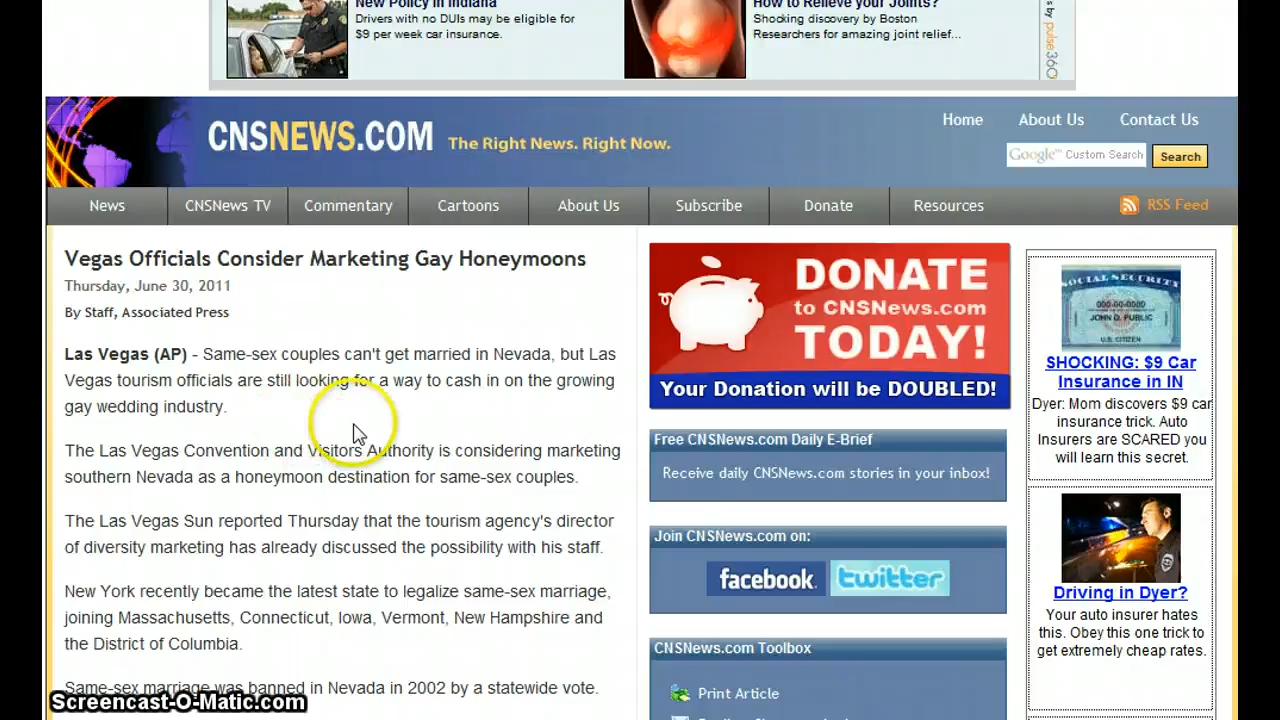 New Policy in Indiana
Drivers with no DUIs may be eligible for
$9 per week car insurance.
How to Relieve your Joints?
Shocking discovery by Boston
Researchers for amazing joint relief...
s by pulse360
CNSNEWS.COM The Right News. Right Now.
Home About Us Contact Us
Google™ Custom Search Search
News CNSNews TV Commentary Cartoons About Us Subscribe Donate Resources RSS Feed
Vegas Officials Consider Marketing Gay Honeymoons
Thursday, June 30, 2011
By Staff, Associated Press
Las Vegas (AP) - Same-sex couples can't get married in Nevada, but Las
Vegas tourism officials are still looking for a way to cash in on the growing
gay wedding industry.
The Las Vegas Convention and Visitors Authority is considering marketing
southern Nevada as a honeymoon destination for same-sex couples.
The Las Vegas Sun reported Thursday that the tourism agency's director
of diversity marketing has already discussed the possibility with his staff.
New York recently became the latest state to legalize same-sex marriage,
joining Massachusetts, Connecticut, Iowa, Vermont, New Hampshire and
the District of Columbia.
Same-sex marriage was banned in Nevada in 2002 by a statewide vote.
DONATE
to CNSNews.com
TODAY!
Your Donation will be DOUBLED!
Free CNSNews.com Daily E-Brief
Receive daily CNSNews.com stories in your inbox!
Join CNSNews.com on:
facebook. twitter
CNSNews.com Toolbox
Print Article
SOCIAL SECURITY
000-00-0000
JOHN Q. PUBLIC
U.S. CITIZEN
SHOCKING: $9 Car
Insurance in IN
Dyer: Mom discovers $9 car
insurance trick. Auto
Insurers are SCARED you
will learn this secret.
Driving in Dyer?
Your auto insurer hates
this. Obey this one trick to
get extremely cheap rates.
Screencast-O-Matic.com